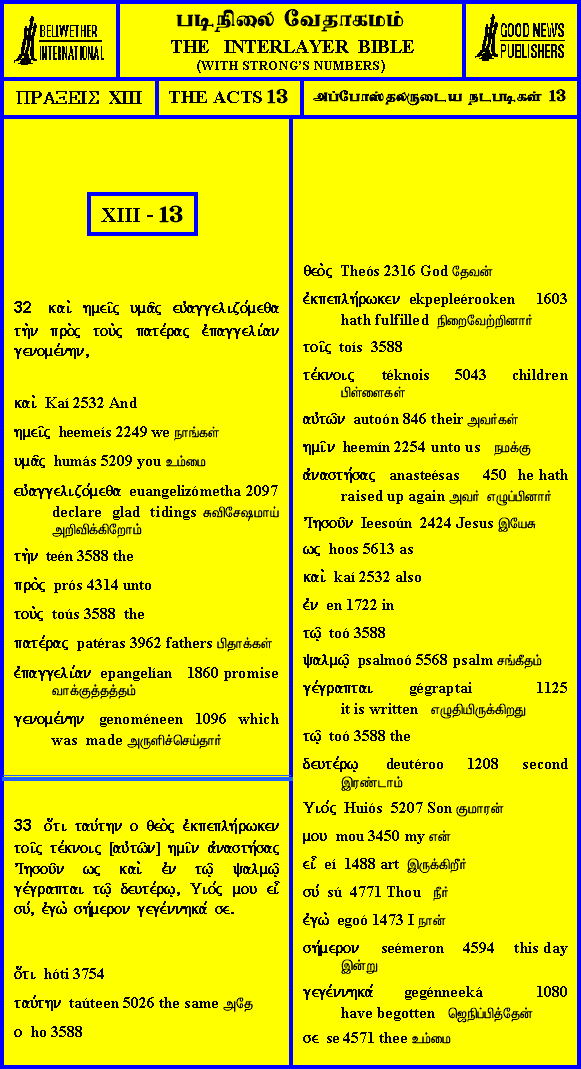 BELLWETHER
INTERNATIONAL
படிநிலை வேதாகமம்
THE INTERLAYER BIBLE
(WITH STRONG'S NUMBERS)
GOOD NEWS
PUBLISHERS
ΠΡΑΞΕΙΣ XIII
THE ACTS 13
அப்போஸ்தலருடைய நடபடிகள் 13
XIII - 13
32 καὶ ημεῖς υμᾶς εὐαγγελιζόμεθα
τὴν πρὸς τοὺς πατέρας ἐπαγγελίαν
γενομένην,
καὶ Kaí 2532 And
ημεῖς heemeís 2249 we நாங்கள்
υμᾶς humás 5209 you உம்மை
εὐαγγελιζόμεθα euangelizómetha 2097
declare glad tidings சுவிசேஷமாய்
அறிவிக்கிறோம்
τὴν teén 3588 the
πρὸς prós 4314 unto
τοὺς toús 3588 the
πατέρας patéras 3962 fathers பிதாக்கள்
ἐπαγγελίαν epangelían 1860 promise
வாக்குத்தத்தம்
γενομένην genoméneen 1096 which
was made அருளிச்செய்தார்
33 ὅτι ταύτην ο θεὸς ἐκπεπλήρωκεν
τοῖς τέκνοις [αὐτῶν] ημῖν ἀναστήσας
Ἰησοῦν ως καὶ ἐν τῷ ψαλμῷ
γέγραπται τῷ δευτέρῳ, Υιός μου εἶ
σύ, ἐγὼ σήμερον γεγέννηκά σε.
ὅτι hóti 3754
ταύτην taúteen 5026 the same அதே
ο ho 3588
θεὸς Theós 2316 God தேவன்
ἐκπεπλήρωκεν ekpepleérooken 1603
hath fulfilled நிறைவேற்றினார்
τοῖς toís 3588
τέκνοις téknois 5043 children
பிள்ளைகள்
αὐτῶν autoón 846 their அவர்கள்
ημῖν heemín 2254 unto us நமக்கு
ἀναστήσας anasteésas 450 he hath
raised up again அவர் எழுப்பினார்
Ἰησοῦν Ieesoún 2424 Jesus இயேசு
ως hoos 5613 as
καὶ kaí 2532 also
ἐν en 1722 in
τῷ toó 3588
ψαλμῷ psalmoó 5568 psalm சங்கீதம்
γέγραπται gégraptai 1125
it is written எழுதியிருக்கிறது
τῷ toó 3588 the
δευτέρῳ deutéroo 1208 second
இரண்டாம்
Υιός Huiós 5207 Son குமாரன்
μου mou 3450 my என்
εἶ eí 1488 art இருக்கிறீர்
σύ sú 4771 Thou நீர்
ἐγὼ egoó 1473 I நான்
σήμερον seémeron 4594 this day
இன்று
γεγέννηκά gegénneeká 1080
have begotten ஜெநிப்பித்தேன்
σε se 4571 thee உம்மை